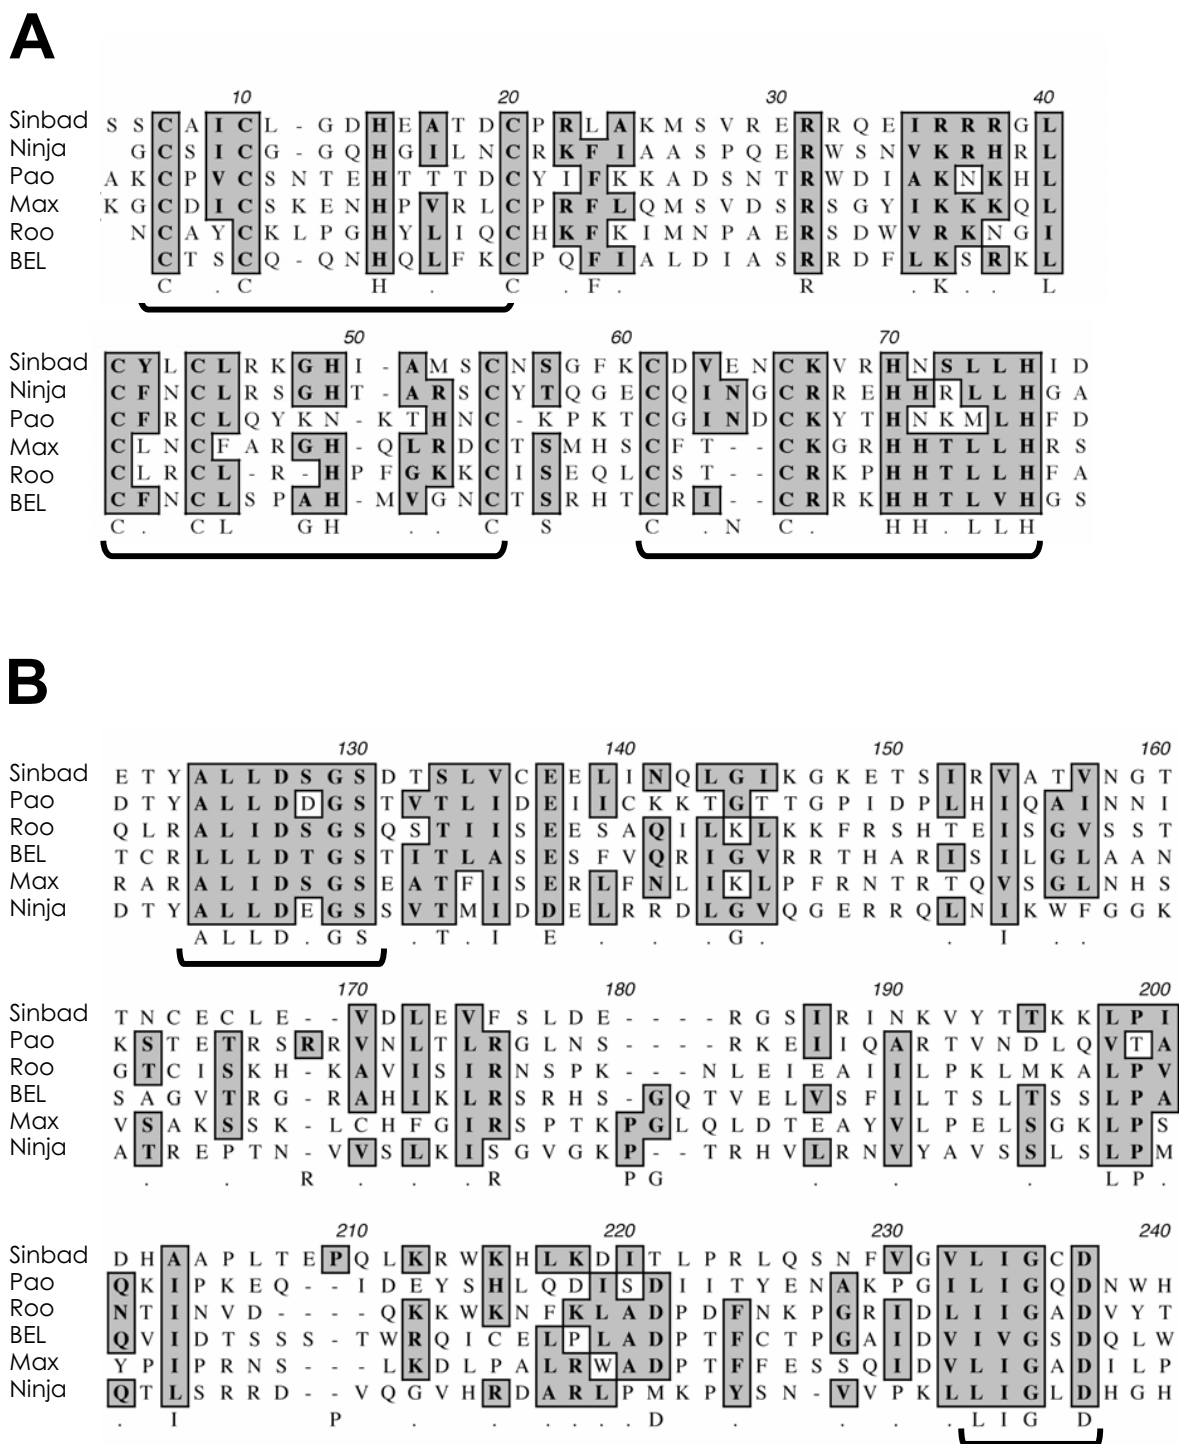 A
10 20 30 40
Sinbad S S C A I C L - G D H E A T D C P R L A K M S V R E R R Q E I R R R G L
Ninja G C S I C G - G Q H G I L N C R K F I A A S P Q E R W S N V K R H R L
Pao A K C P V C S N T E H T T T D C Y I F K K A D S N T R W D I A K N K H L
Max K G C D I C S K E N H P V R L C P R F L Q M S V D S R S G Y I K K K Q L
Roo N C A Y C K L P G H Y L I Q C H K F K I M N P A E R S D W V R K N G I
BEL C T S C Q - Q N H Q L F K C P Q F I A L D I A S R R D F L K S R K L
C . C H . C . F . R . K . . L
50 60 70
Sinbad C Y L C L R K G H I - A M S C N S G F K C D V E N C K V R H N S L L H I D
Ninja C F N C L R S G H T - A R S C Y T Q G E C Q I N G C R R E H H R L L H G A
Pao C F R C L Q Y K N - K T H N C - K P K T C G I N D C K Y T H N K M L H F D
Max C L N C F A R G H - Q L R D C T S M H S C F T - - C K G R H H T L L H R S
Roo C L R C L - R - H P F G K K C I S E Q L C S T - - C R K P H H T L L H F A
BEL C F N C L S P A H - M V G N C T S R H T C R I - - C R R K H H T L V H G S
C . C L G H . . C S C . N C . H H . L L H
B
130 140 150 160
Sinbad E T Y A L L D S G S D T S L V C E E L I N Q L G I K G K E T S I R V A T V N G T
Pao D T Y A L L D D G S T V T L I D E I I C K K T G T T G P I D P L H I Q A I N N I
Roo Q L R A L I D S G S Q S T I I S E E S A Q I L K L K K F R S H T E I S G V S S T
BEL T C R L L L D T G S T I T L A S E S F V Q R I G V R R T H A R I S I L G L A A N
Max R A R A L I D S G S E A T F I S E R L F N L I K L P F R N T R T Q V S G L N H S
Ninja D T Y A L L D E G S S V T M I D D E L R R D L G V Q G E R R Q L N I K W F G G K
A L L D . G S . T . I E . . . G . . I . .
170 180 190 200
Sinbad T N C E C L E - - V D L E V F S L D E - - - - R G S I R I N K V Y T T K K L P I
Pao K S T E T R S R R V N L T L R G L N S - - - - R K E I I Q A R T V N D L Q V T A
Roo G T C I S K H - K A V I S I R N S P K - - - N L E I E A I I L P K L M K A L P V
BEL S A G V T R G - R A H I K L R S R H S - G Q T V E L V S F I L T S L T S S L P A
Max V S A K S S K - L C H F G I R S P T K P G L Q L D T E A Y V L P E L S G K L P S
Ninja A T R E P T N - V V S L K I S G V G K P - - T R H V L R N V Y A V S S L S L P M
. . R . . . R P G . . . L P .
210 220 230 240
Sinbad D H A A P L T E P Q L K R W K H L K D I T L P R L Q S N F V G V L I G C D
Pao Q K I P K E Q - - I D E Y S H L Q D I S D I I T Y E N A K P G I L I G Q D N W H
Roo N T I N V D - - - - Q K K W K N F K L A D P D F N K P G R I D L I I G A D V Y T
BEL Q V I D T S S S - T W R Q I C E L P L A D P T F C T P G A I D V I V G S D Q L W
Max Y P I P R N S - - - L K D L P A L R W A D P T F F E S S Q I D V L I G A D I L P
Ninja Q T L S R R D - - V Q G V H R D A R L P M K P Y S N - V V P K L L I G L D H G H
. I P . . . . . . D . . . . L I G D